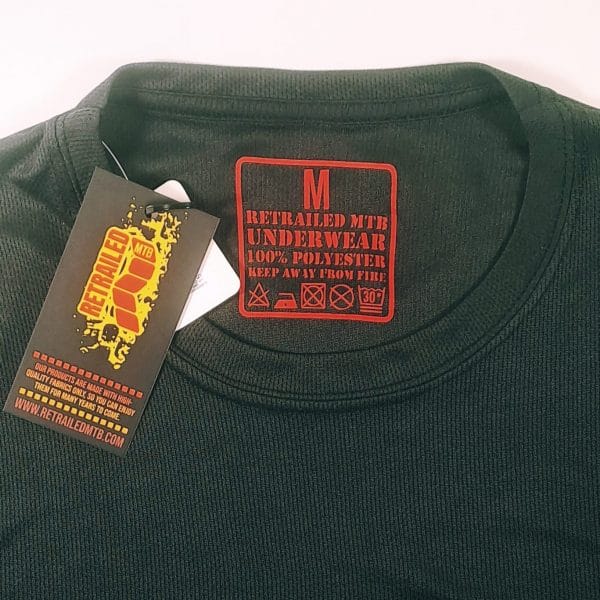 M
RETRAILED MTB
UNDERWEAR
100% POLYESTER
KEEP AWAY FROM FIRE
30°
RETRAILED
MTB
OUR PRODUCTS ARE MADE WITH HIGH-
QUALITY FABRICS ONLY, SO YOU CAN ENJOY
THEM FOR MANY YEARS TO COME.
WWW.RETRAILEDMTB.COM